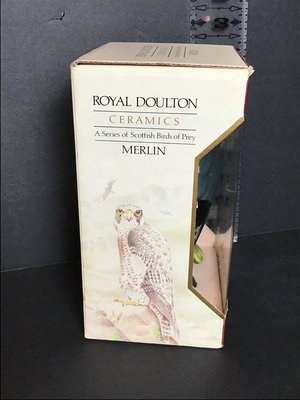 ROYAL DOULTON
CERAMICS
A Series of Scottish Birds of Prey
MERLIN